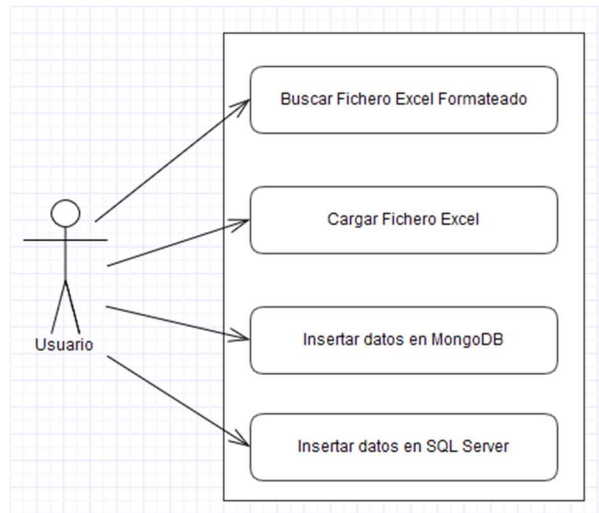 Buscar Fichero Excel Formateado
Cargar Fichero Excel
Usuario
Insertar datos en MongoDB
Insertar datos en SQL Server